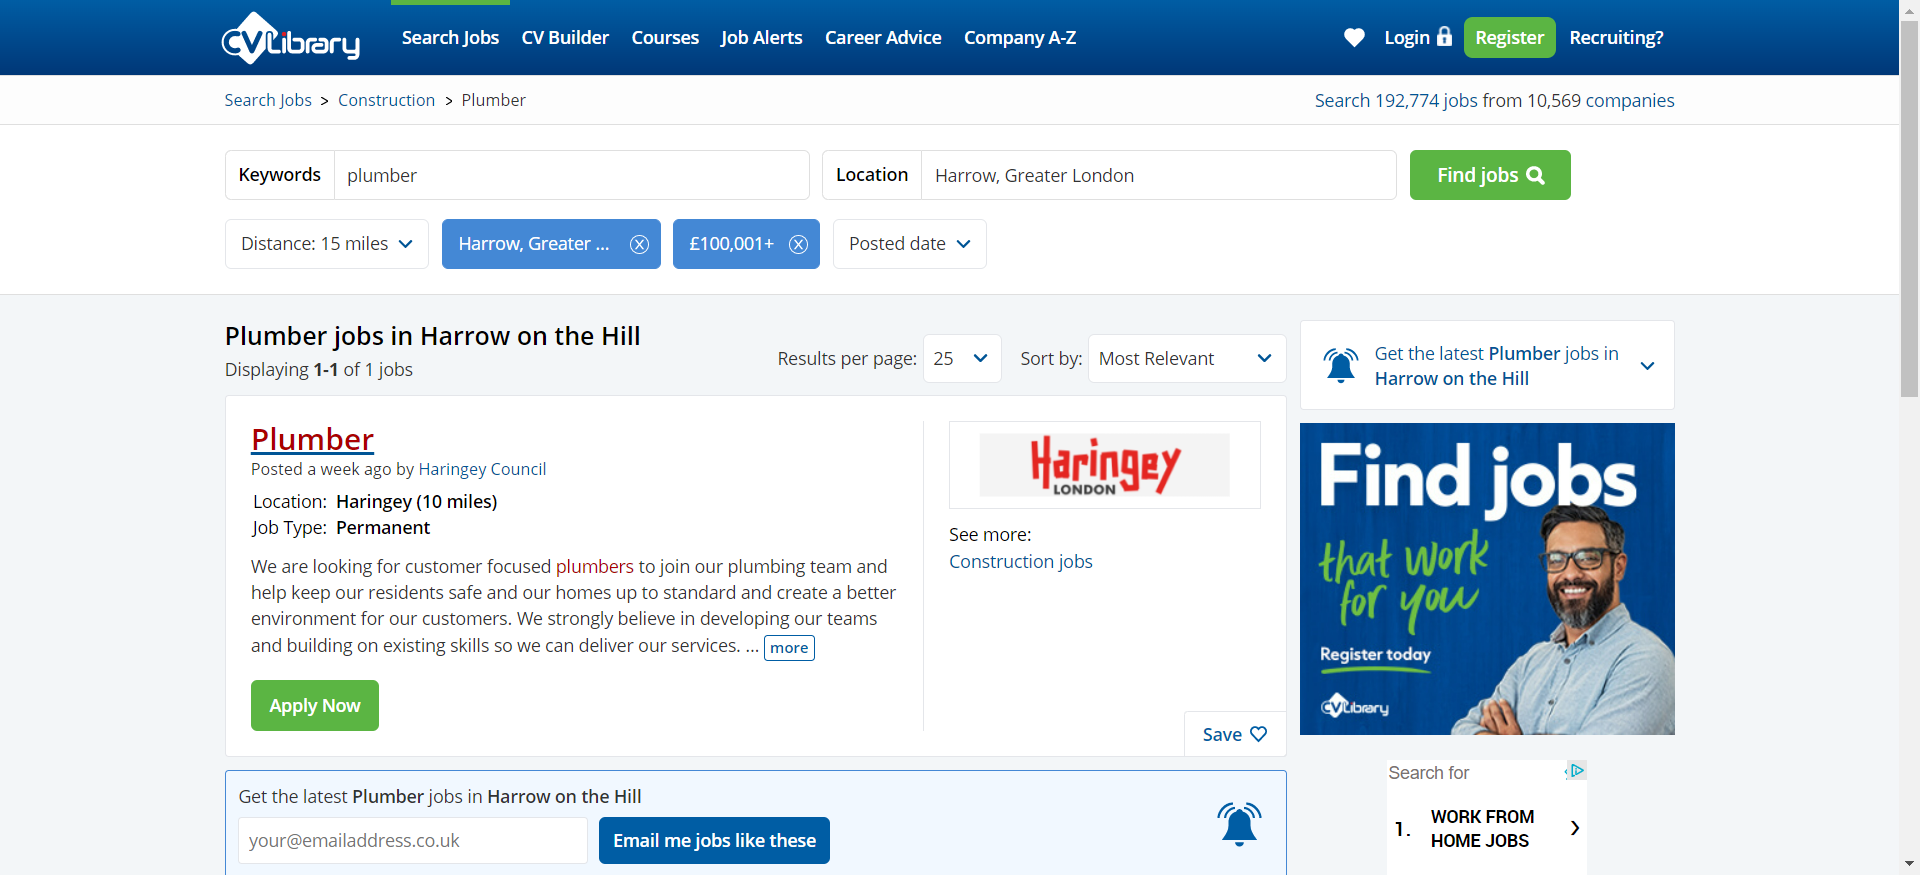 CVLibrary
Search Jobs
CV Builder
Courses
Job Alerts
Career Advice
Company A-Z
Login
Register
Recruiting?
Search Jobs > Construction > Plumber
Search 192,774 jobs from 10,569 companies
Keywords
plumber
Location
Harrow, Greater London
Find jobs
Distance: 15 miles
Harrow, Greater ...
£100,001+
Posted date
Plumber jobs in Harrow on the Hill
Displaying 1-1 of 1 jobs
Results per page: 25
Sort by: Most Relevant
Plumber
Posted a week ago by Haringey Council
Location: Haringey (10 miles)
Job Type: Permanent
We are looking for customer focused plumbers to join our plumbing team and
help keep our residents safe and our homes up to standard and create a better
environment for our customers. We strongly believe in developing our teams
and building on existing skills so we can deliver our services. ... more
Apply Now
Haringey
LONDON
See more:
Construction jobs
Save
Get the latest Plumber jobs in Harrow on the Hill
your@emailaddress.co.uk
Email me jobs like these
Get the latest Plumber jobs in
Harrow on the Hill
Find jobs
that work
for you
Register today
CVLibrary
Search for
1. WORK FROM
HOME JOBS